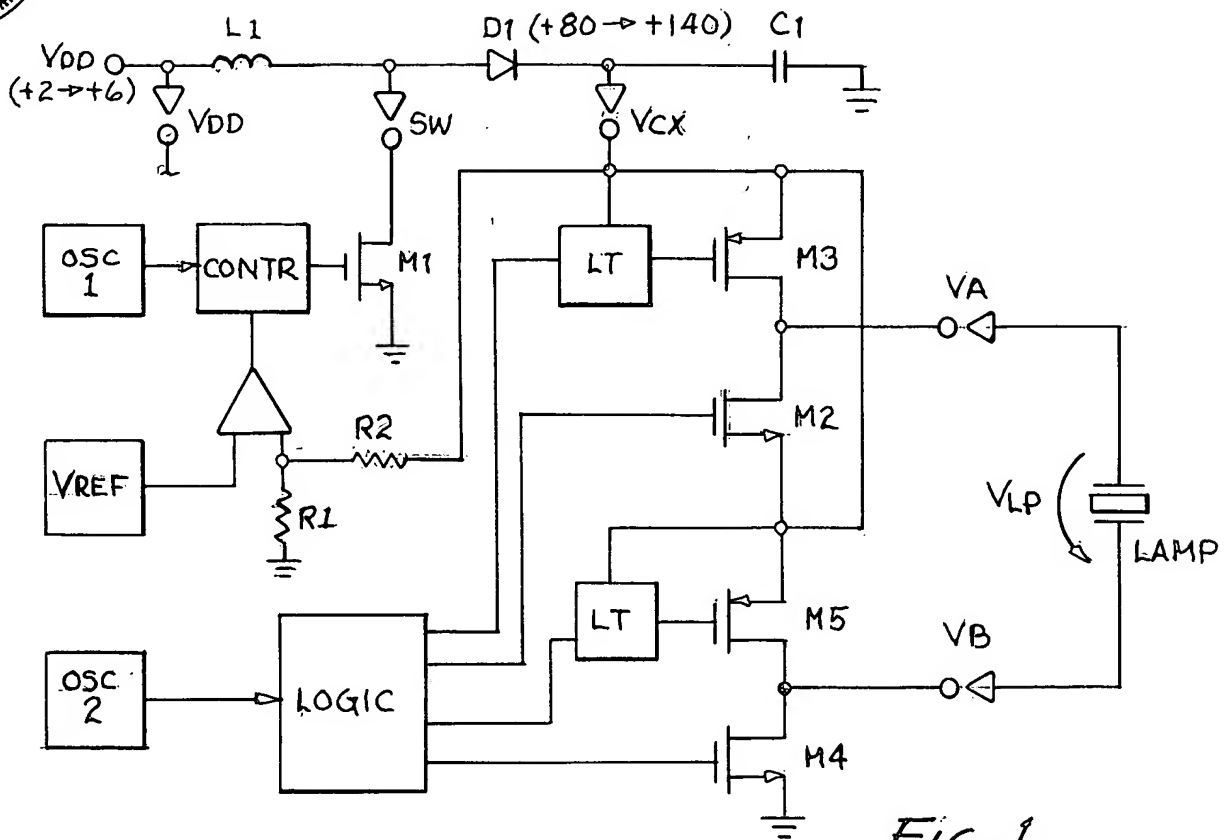 L1
D1 (+80→+140)
C1
VDD
(+2→+6)
VDD
SW
VCX
OSC
1
CONTR
M1
LT
M3
VA
R2
M2
VREF
R1
VLP
LAMP
LT
M5
VB
OSC
2
LOGIC
M4
Fig. 1